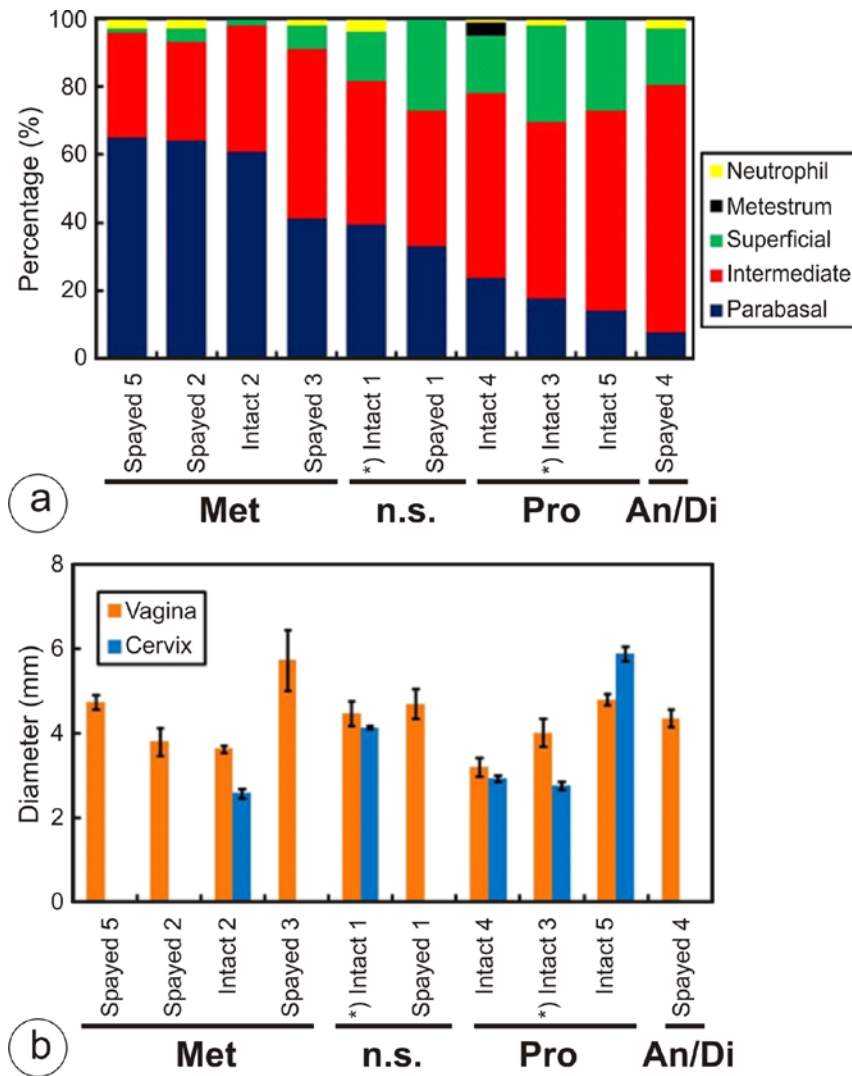 Percentage (%)
100
80
60
40
20
0
Neutrophil
Metestrum
Superficial
Intermediate
Parabasal
Spayed 5
Spayed 2
Intact 2
Spayed 3
*) Intact 1
Spayed 1
Intact 4
*) Intact 3
Intact 5
Spayed 4
a
Met
n.s.
Pro
An/Di
Diameter (mm)
8
6
4
2
0
Vagina
Cervix
Spayed 5
Spayed 2
Intact 2
Spayed 3
*) Intact 1
Spayed 1
Intact 4
*) Intact 3
Intact 5
Spayed 4
b
Met
n.s.
Pro
An/Di